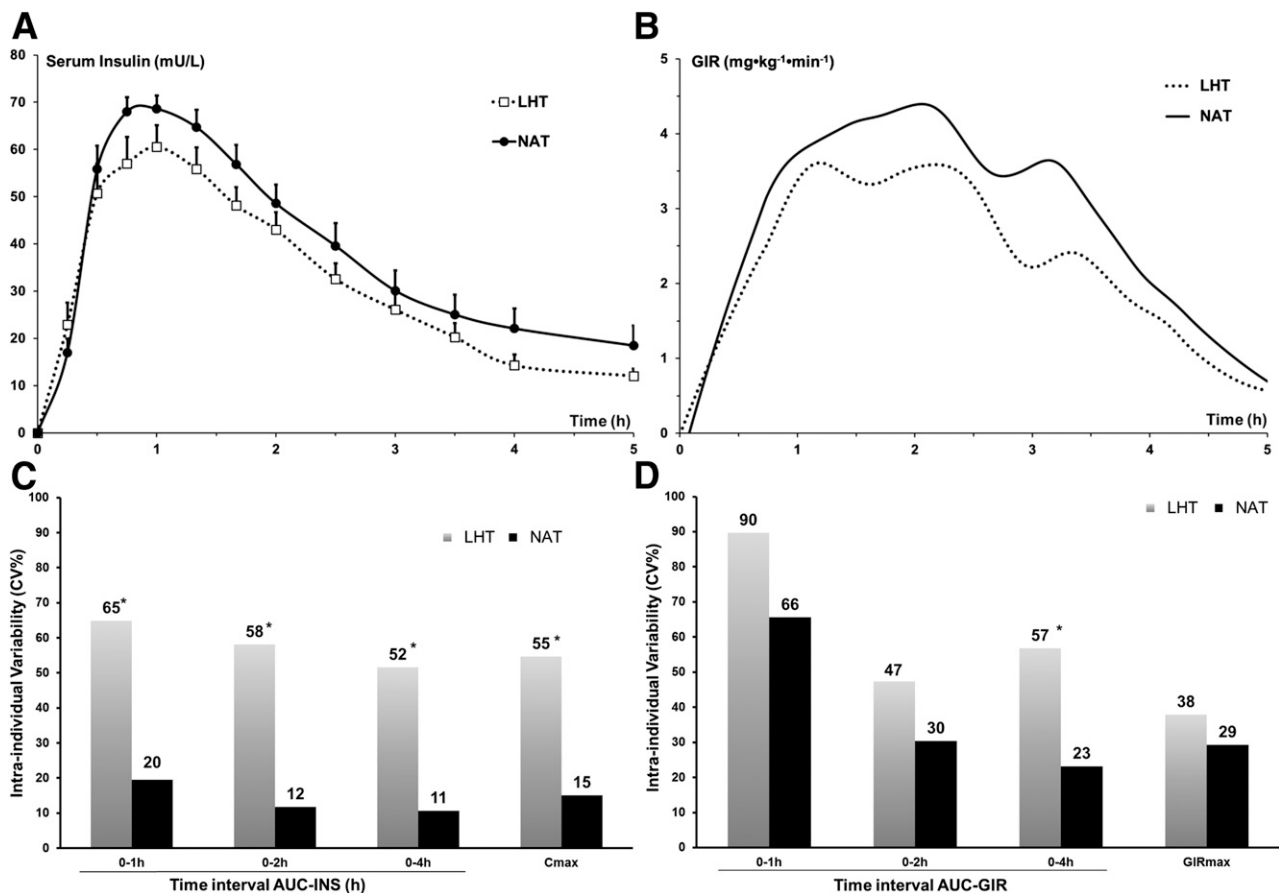 A
Serum Insulin (mU/L)
80
70
60
50
40
30
20
10
0
LHT
NAT
Time (h)
0 1 2 3 4 5
B
GIR (mg•kg⁻¹•min⁻¹)
5
4
3
2
1
0
LHT
NAT
Time (h)
0 1 2 3 4 5
C
Intra-individual Variability (CV%)
100
90
80
70
60
50
40
30
20
10
0
LHT NAT
65* 20
58 * 12
52 * 11
55 * 15
0-1h 0-2h 0-4h Cmax
Time interval AUC-INS (h)
D
Intra-individual Variability (CV%)
100
90
80
70
60
50
40
30
20
10
0
LHT NAT
90 66
47 30
57 * 23
38 29
0-1h 0-2h 0-4h GIRmax
Time interval AUC-GIR